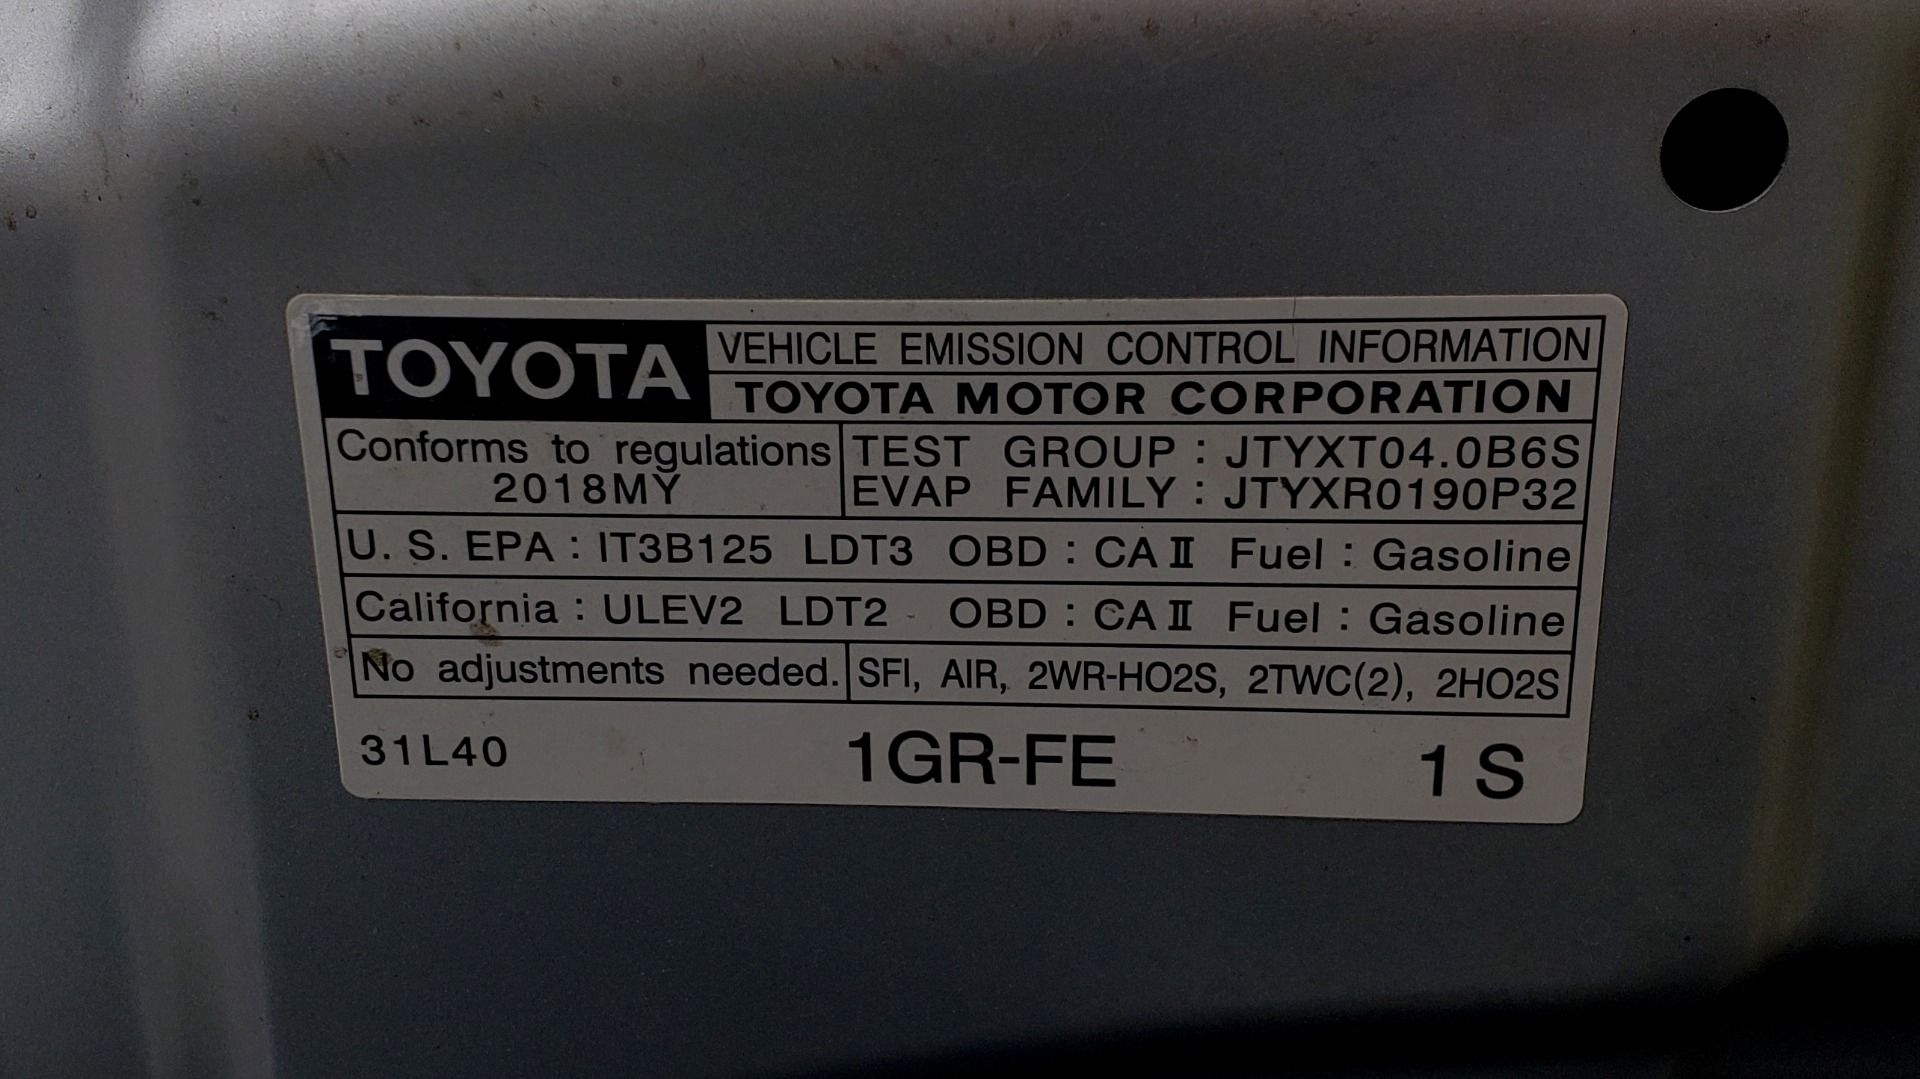 TOYOTA VEHICLE EMISSION CONTROL INFORMATION
TOYOTA MOTOR CORPORATION
Conforms to regulations
2018MY
TEST GROUP : JTYXT04.0B6S
EVAP FAMILY : JTYXR0190P32
U. S. EPA : IT3B125 LDT3 OBD : CA II Fuel : Gasoline
California : ULEV2 LDT2 OBD : CA II Fuel : Gasoline
No adjustments needed. SFI, AIR, 2WR-HO2S, 2TWC(2), 2HO2S
31L40 1GR-FE 1 S